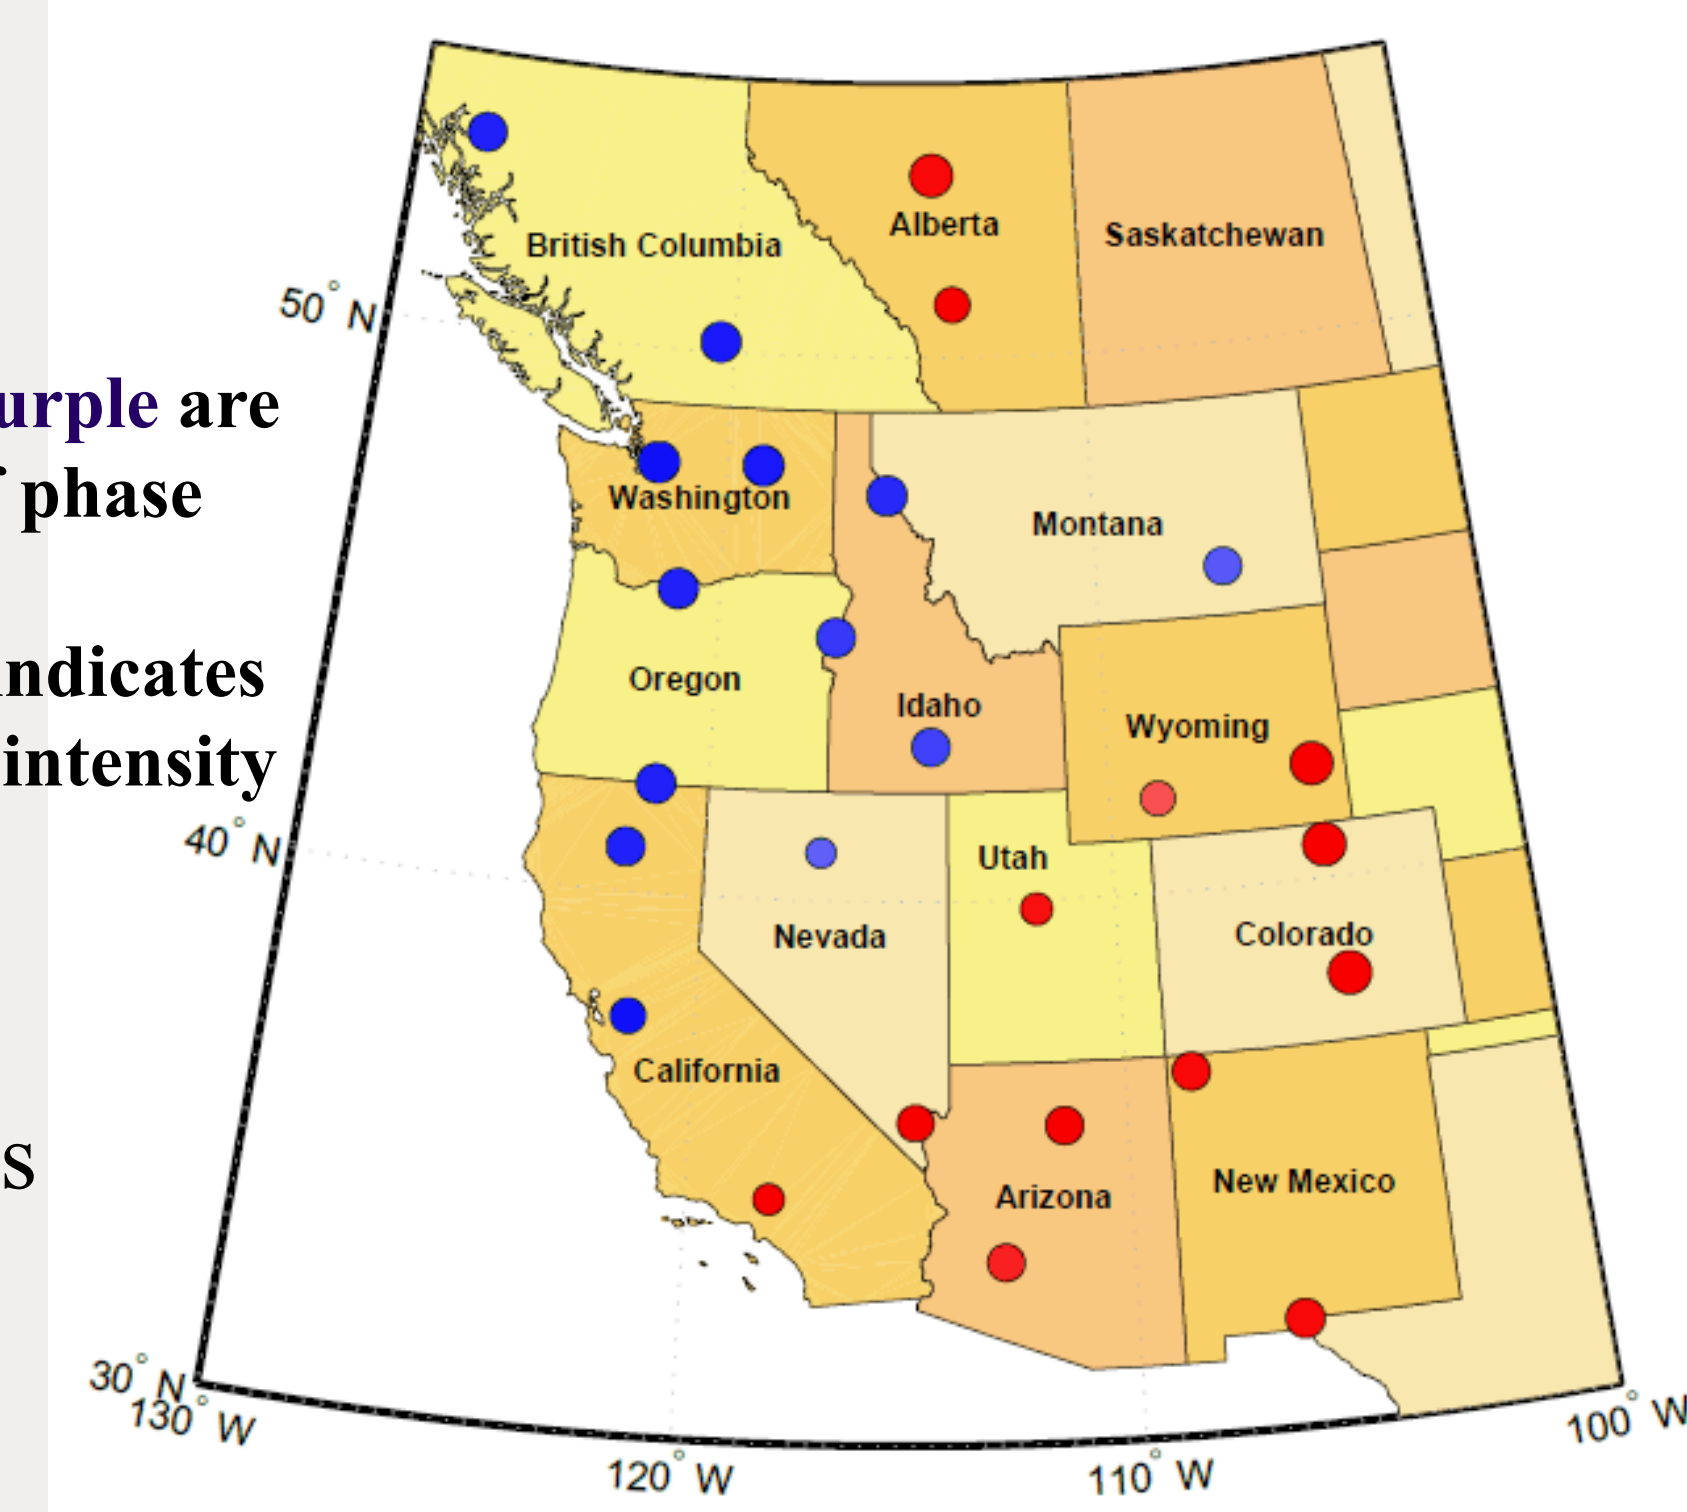 urple are
f phase
ndicates
intensity
S
British Columbia
Alberta
Saskatchewan
50° N
Washington
Montana
Oregon
Idaho
Wyoming
40° N
Utah
Nevada
Colorado
California
New Mexico
Arizona
30° N
130° W
120° W
110° W
100° W